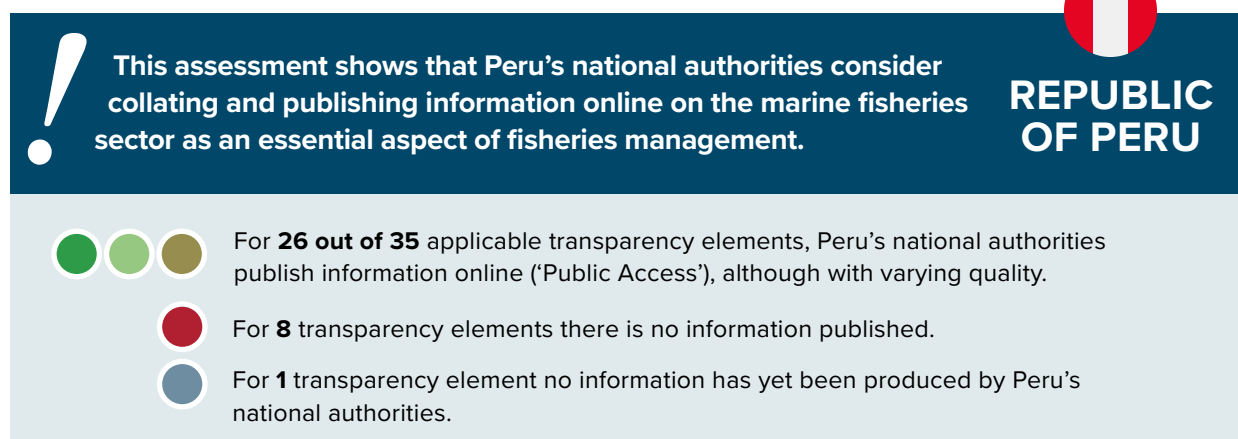 This assessment shows that Peru’s national authorities consider
collating and publishing information online on the marine fisheries
sector as an essential aspect of fisheries management.
REPUBLIC
OF PERU
For 26 out of 35 applicable transparency elements, Peru’s national authorities
publish information online (‘Public Access’), although with varying quality.
For 8 transparency elements there is no information published.
For 1 transparency element no information has yet been produced by Peru’s
national authorities.